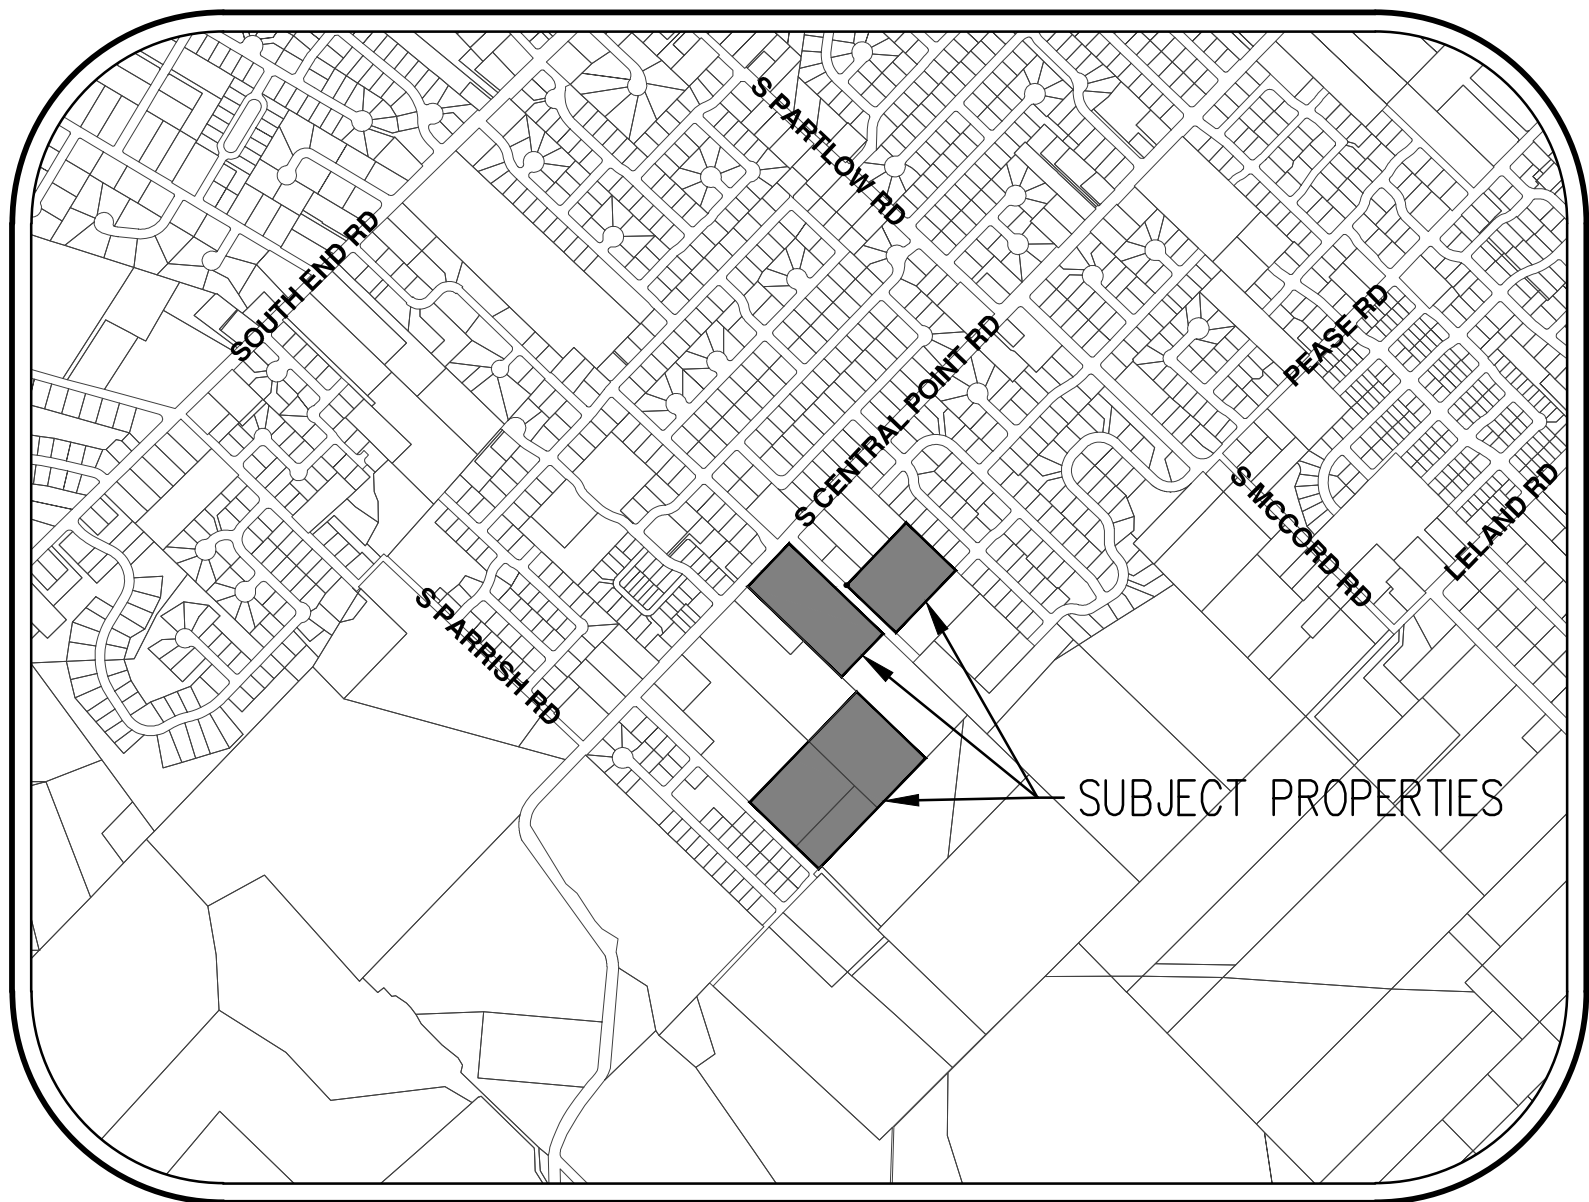 S PARTLOW RD
SOUTH END RD
PEASE RD
S CENTRAL POINT RD
S MCCORD RD
LELAND RD
S PARRISH RD
SUBJECT PROPERTIES